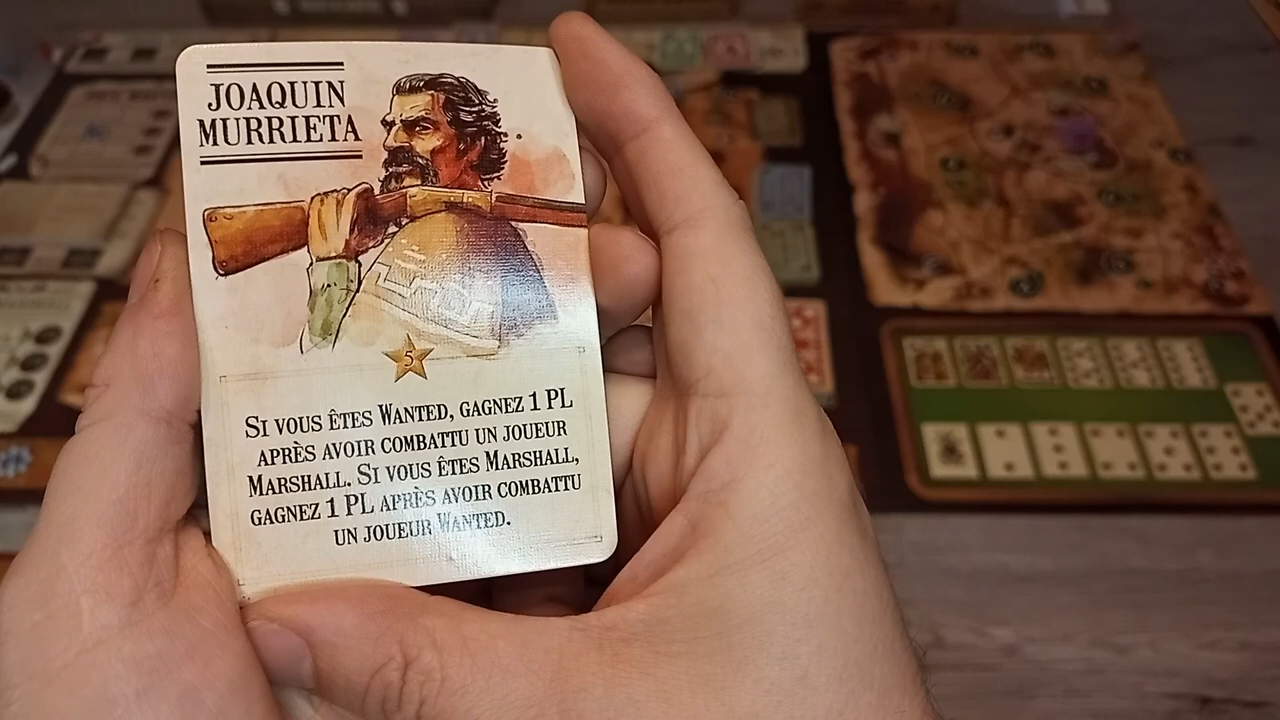 JOAQUIN
MURRIETA
5
SI VOUS ÊTES WANTED, GAGNEZ 1 PL
APRÈS AVOIR COMBATTU UN JOUEUR
MARSHALL. SI VOUS ÊTES MARSHALL,
GAGNEZ 1 PL APRÈS AVOIR COMBATTU
UN JOUEUR WANTED.